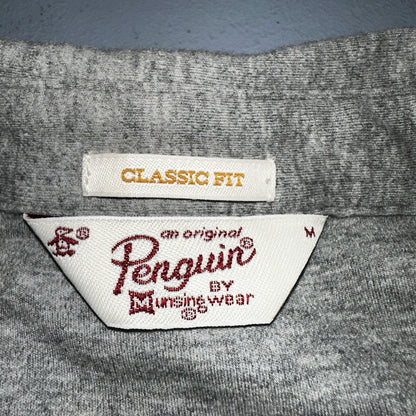 CLASSIC FIT
an original
M
Penguin®
BY
Munsingwear
®